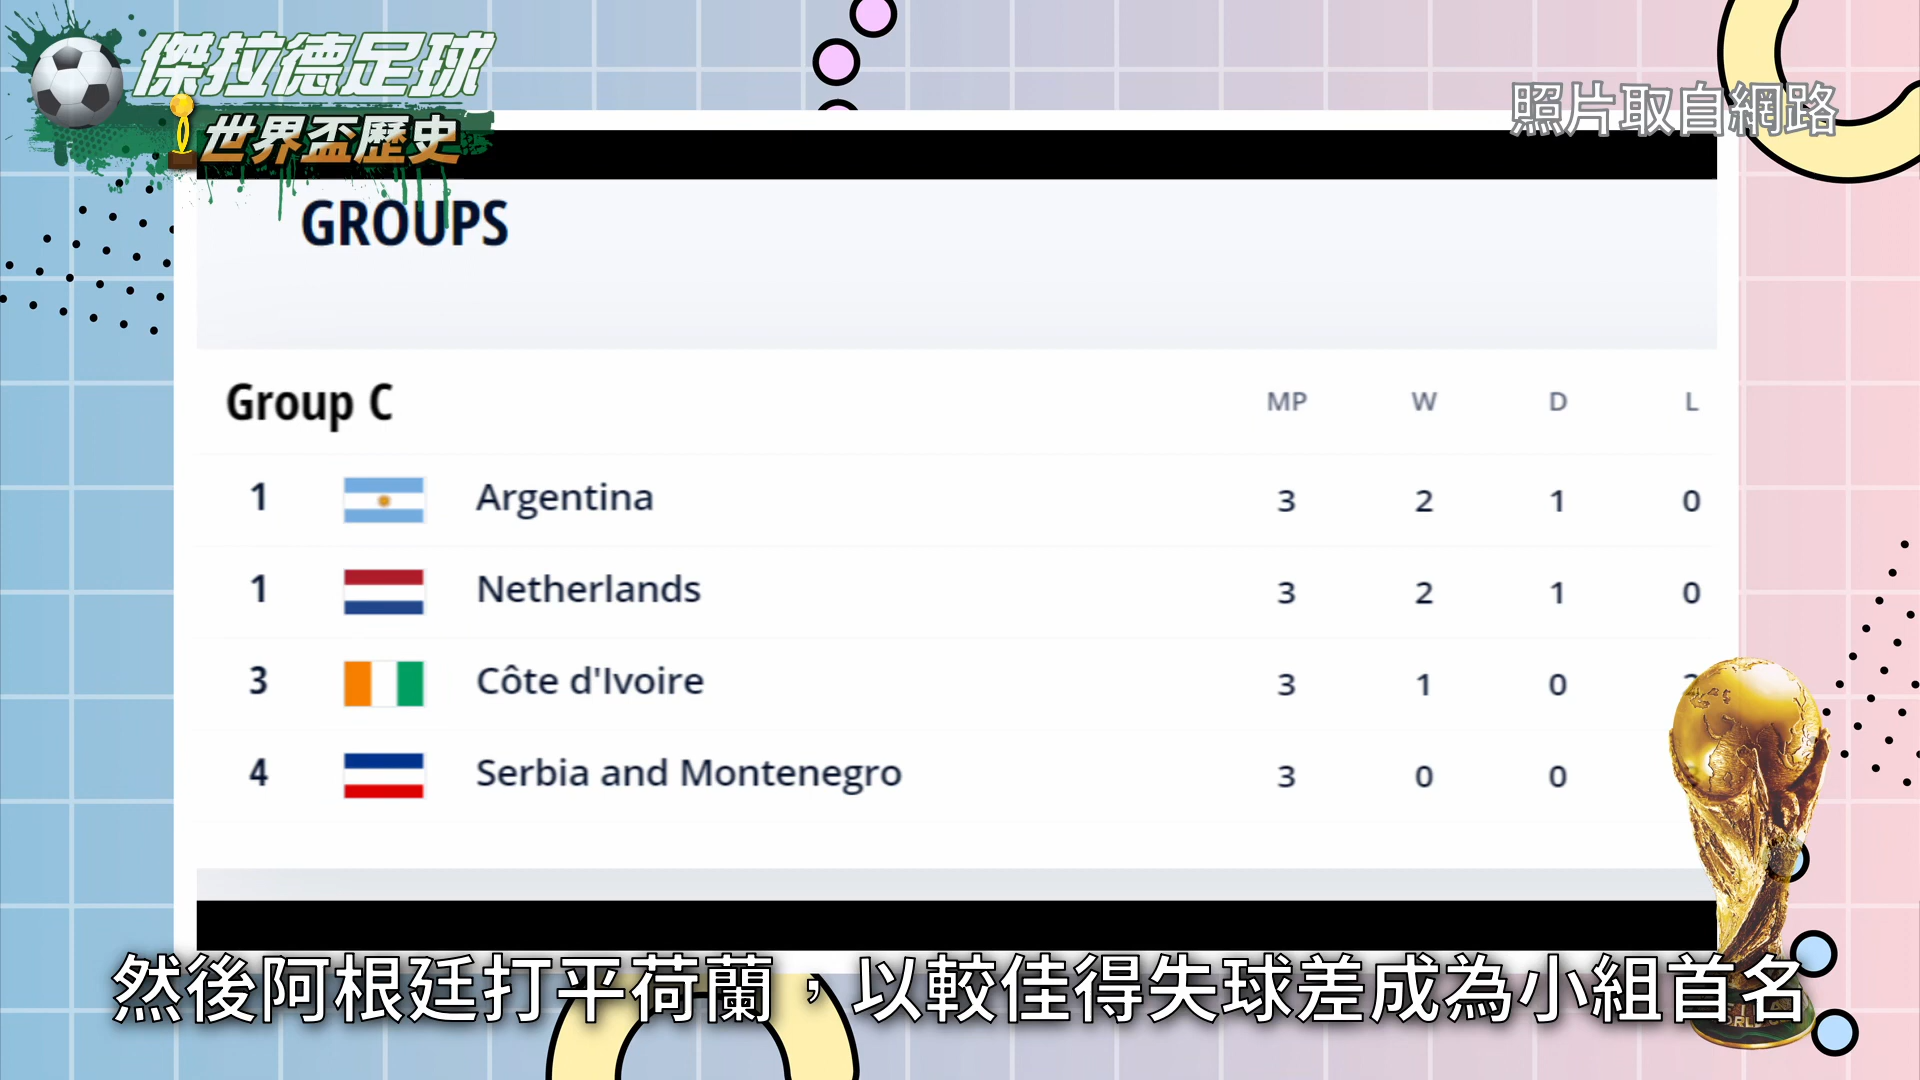 傑拉德足球
世界盃歷史
照片取自網路
GROUPS
Group C MP W D L
1 Argentina 3 2 1 0
1 Netherlands 3 2 1 0
3 Côte d'Ivoire 3 1 0
4 Serbia and Montenegro 3 0 0
然後阿根廷打平荷蘭，以較佳得失球差成為小組首名